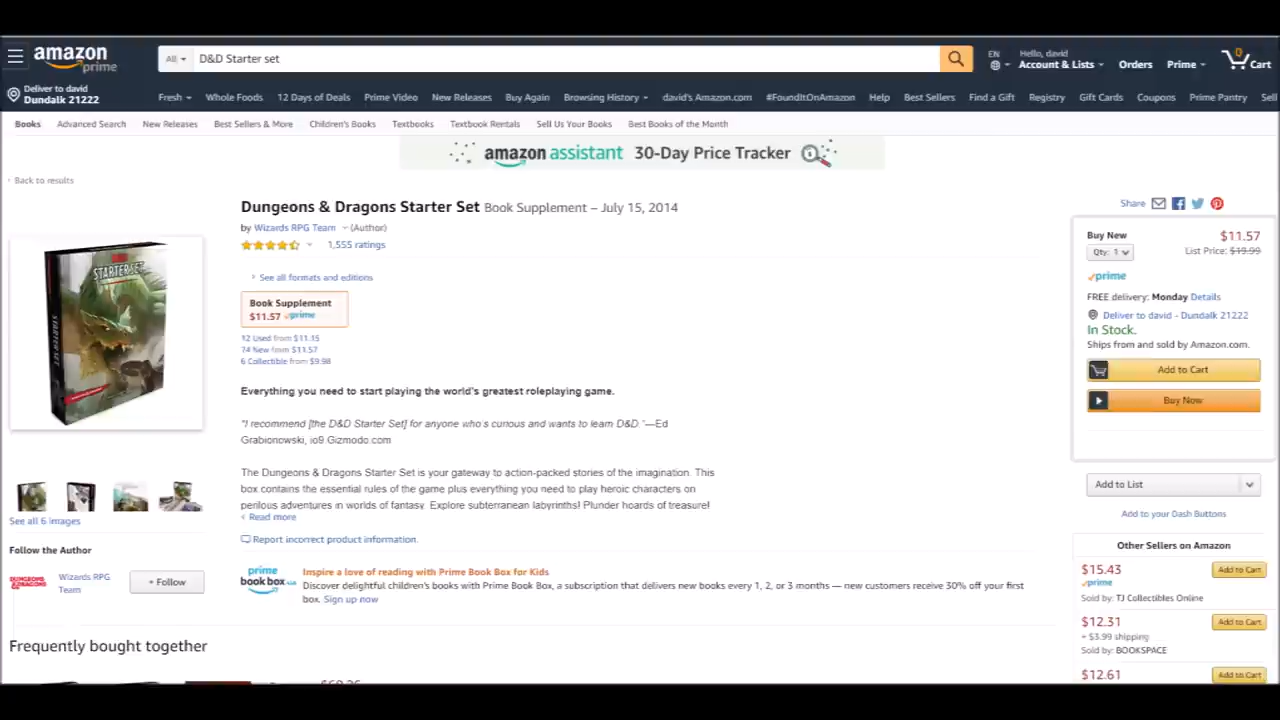 amazon
prime
All
D&D Starter set
EN
Hello, david
Account & Lists
Orders
Prime
0
Cart
Deliver to david
Dundalk 21222
Fresh
Whole Foods
12 Days of Deals
Prime Video
New Releases
Buy Again
Browsing History
david's Amazon.com
#FoundItOnAmazon
Help
Best Sellers
Find a Gift
Registry
Gift Cards
Coupons
Prime Pantry
Sell
Books
Advanced Search
New Releases
Best Sellers & More
Children's Books
Textbooks
Textbook Rentals
Sell Us Your Books
Best Books of the Month
amazon assistant 30-Day Price Tracker
‹ Back to results
Dungeons & Dragons Starter Set Book Supplement – July 15, 2014
by Wizards RPG Team (Author)
1,555 ratings
› See all formats and editions
Book Supplement
$11.57 prime
12 Used from $11.15
74 New from $11.57
6 Collectible from $9.98
Everything you need to start playing the world's greatest roleplaying game.
"I recommend [the D&D Starter Set] for anyone who's curious and wants to learn D&D."—Ed
Grabionowski, io9 Gizmodo.com
The Dungeons & Dragons Starter Set is your gateway to action-packed stories of the imagination. This
box contains the essential rules of the game plus everything you need to play heroic characters on
perilous adventures in worlds of fantasy. Explore subterranean labyrinths! Plunder hoards of treasure!
‹ Read more
Report incorrect product information.
STARTER SET
STARTER SET
See all 6 images
Follow the Author
DUNGEONS & DRAGONS
Wizards RPG
Team
+ Follow
prime
book box
Inspire a love of reading with Prime Book Box for Kids
Discover delightful children's books with Prime Book Box, a subscription that delivers new books every 1, 2, or 3 months — new customers receive 30% off your first
box. Sign up now
Frequently bought together
Share
Buy New
$11.57
Qty: 1
List Price: $19.99
prime
FREE delivery: Monday Details
Deliver to david - Dundalk 21222
In Stock.
Ships from and sold by Amazon.com.
Add to Cart
Buy Now
Add to List
Add to your Dash Buttons
Other Sellers on Amazon
$15.43
prime
Add to Cart
Sold by: TJ Collectibles Online
$12.31
+ $3.99 shipping
Add to Cart
Sold by: BOOKSPACE
$12.61
Add to Cart